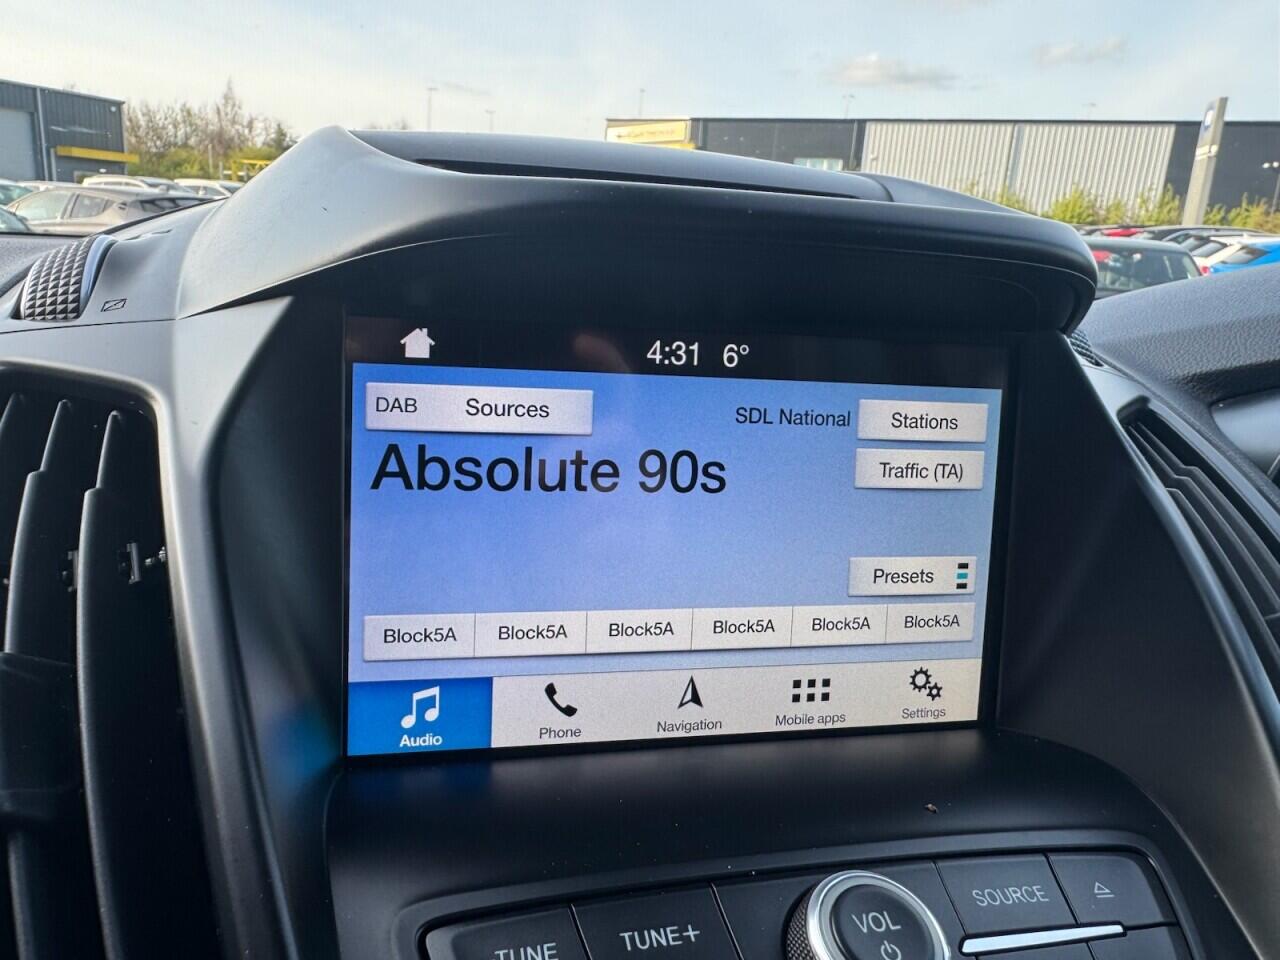 4:31 6°
DAB Sources
SDL National
Stations
Absolute 90s
Traffic (TA)
Presets
Block5A Block5A Block5A Block5A Block5A Block5A
Audio Phone Navigation Mobile apps Settings
TUNE TUNE+ VOL SOURCE